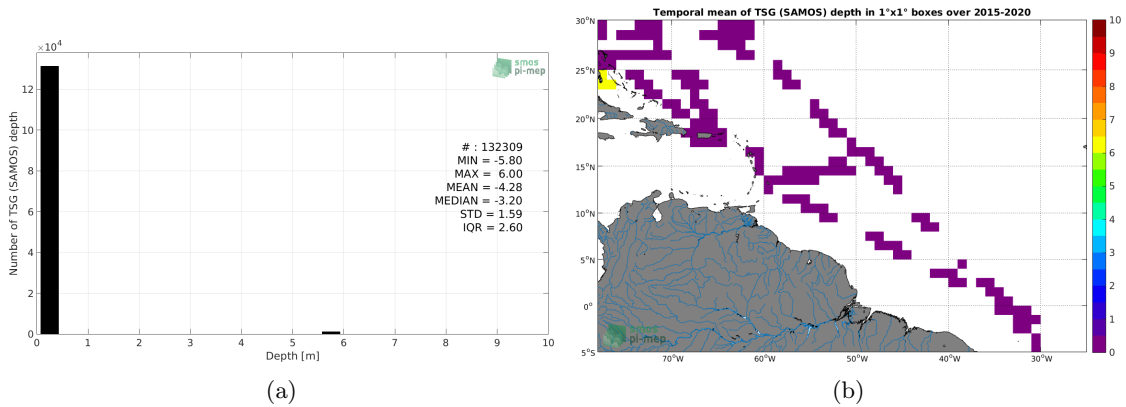 ×10⁴
12
10
8
6
4
2
0
Number of TSG (SAMOS) depth
smos
pi-mep
# : 132309
MIN = -5.80
MAX = 6.00
MEAN = -4.28
MEDIAN = -3.20
STD = 1.59
IQR = 2.60
0 1 2 3 4 5 6 7 8 9 10
Depth [m]
(a)
Temporal mean of TSG (SAMOS) depth in 1°x1° boxes over 2015-2020
30°N
25°N
20°N
15°N
10°N
5°N
0°
5°S
smos
pi-mep
70°W 60°W 50°W 40°W 30°W
10
9
8
7
6
5
4
3
2
1
0
(b)